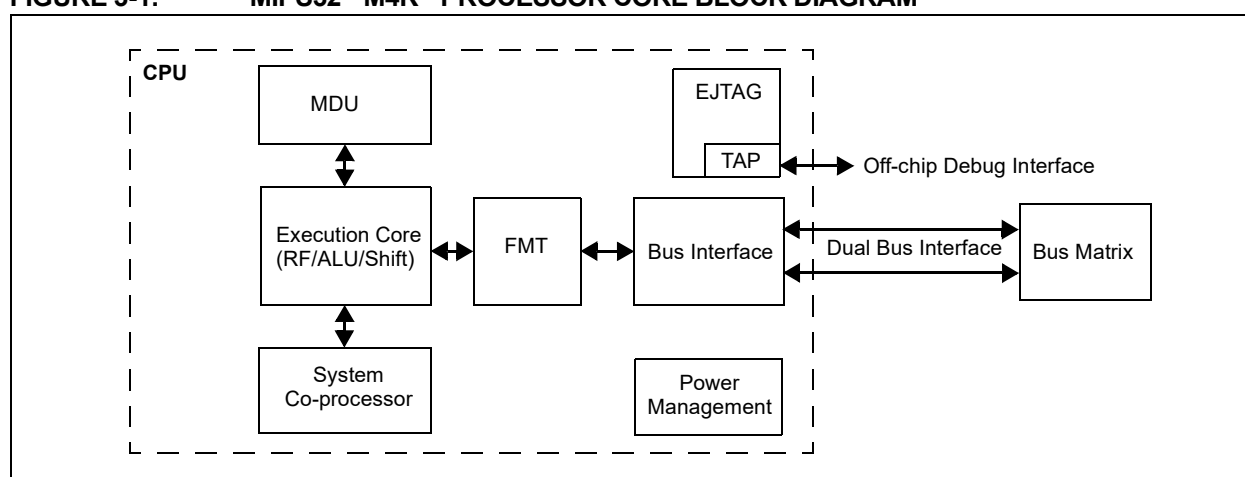 CPU
MDU
EJTAG
TAP
Off-chip Debug Interface
Execution Core
(RF/ALU/Shift)
FMT
Bus Interface
Dual Bus Interface
Bus Matrix
System
Co-processor
Power
Management